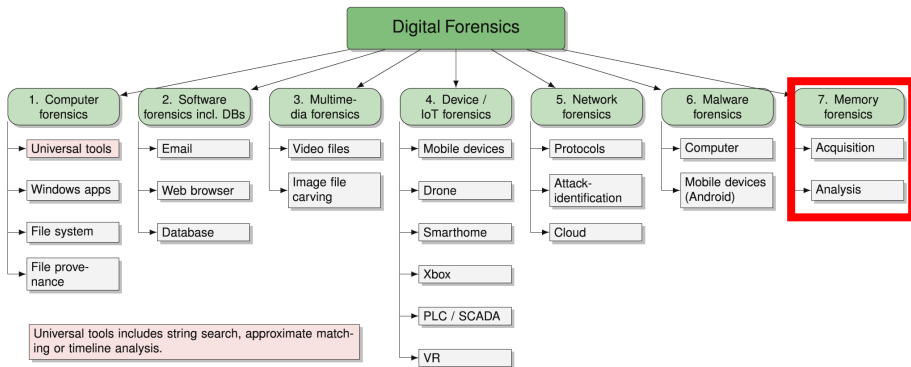 Digital Forensics
1. Computer
forensics
Universal tools
Windows apps
File system
File prove-
nance
2. Software
forensics incl. DBs
Email
Web browser
Database
3. Multime-
dia forensics
Video files
Image file
carving
4. Device /
IoT forensics
Mobile devices
Drone
Smarthome
Xbox
PLC / SCADA
VR
5. Network
forensics
Protocols
Attack-
identification
Cloud
6. Malware
forensics
Computer
Mobile devices
(Android)
7. Memory
forensics
Acquisition
Analysis
Universal tools includes string search, approximate match-
ing or timeline analysis.